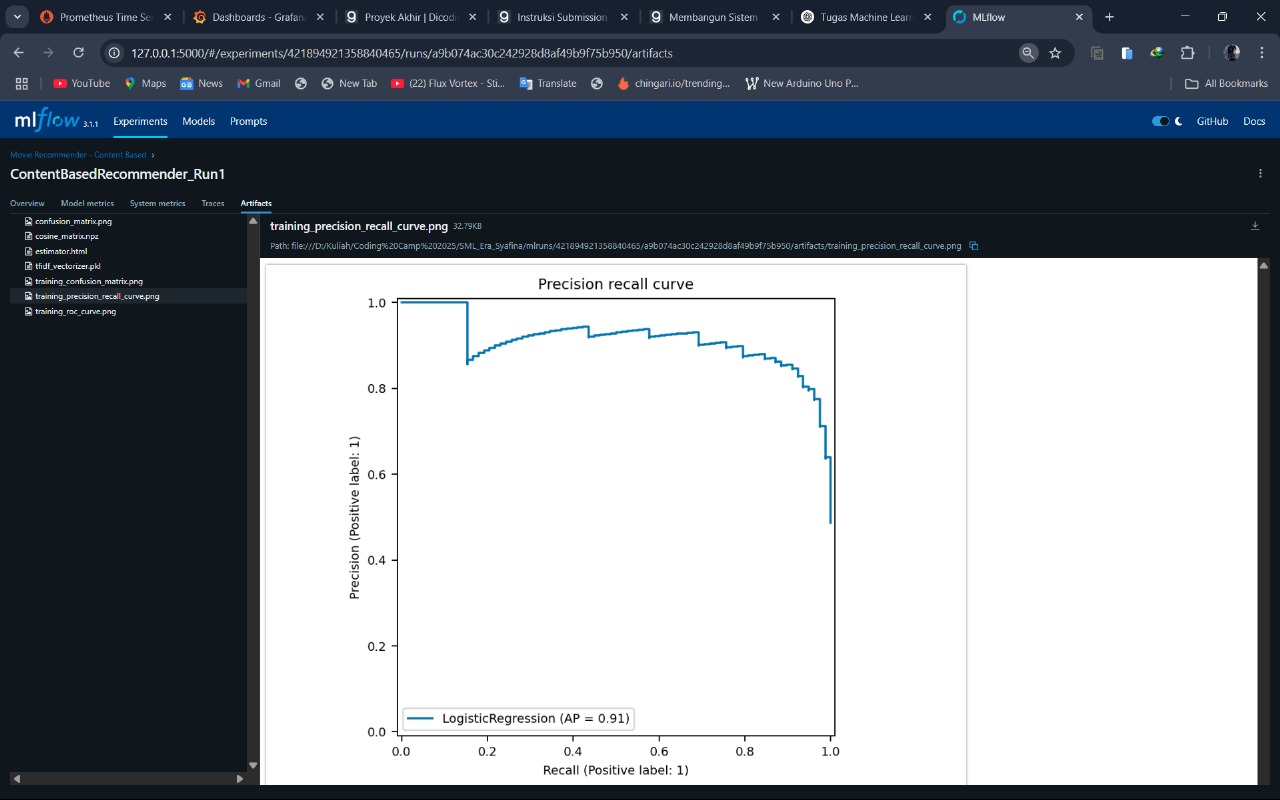 Prometheus Time Se
Dashboards - Grafan
Proyek Akhir | Dicodi
Instruksi Submission
Membangun Sistem
Tugas Machine Lear
MLflow
127.0.0.1:5000/#/experiments/421894921358840465/runs/a9b074ac30c242928d8af49b9f75b950/artifacts
YouTube
Maps
News
Gmail
New Tab
(22) Flux Vortex - Sti...
Translate
chingari.io/trending...
New Arduino Uno P...
All Bookmarks
mlflow 3.1.1
Experiments
Models
Prompts
GitHub
Docs
Movie Recommender - Content Based
ContentBasedRecommender_Run1
Overview
Model metrics
System metrics
Traces
Artifacts
confusion_matrix.png
cosine_matrix.npz
estimator.html
tfidf_vectorizer.pkl
training_confusion_matrix.png
training_precision_recall_curve.png
training_roc_curve.png
training_precision_recall_curve.png 32.79KB
Path: file:///D:/Kuliah/Coding%20Camp%202025/SML_Era_Syafina/mlruns/421894921358840465/a9b074ac30c242928d8af49b9f75b950/artifacts/training_precision_recall_curve.png
Precision recall curve
1.0
0.8
0.6
0.4
0.2
0.0
Precision (Positive label: 1)
LogisticRegression (AP = 0.91)
0.0 0.2 0.4 0.6 0.8 1.0
Recall (Positive label: 1)